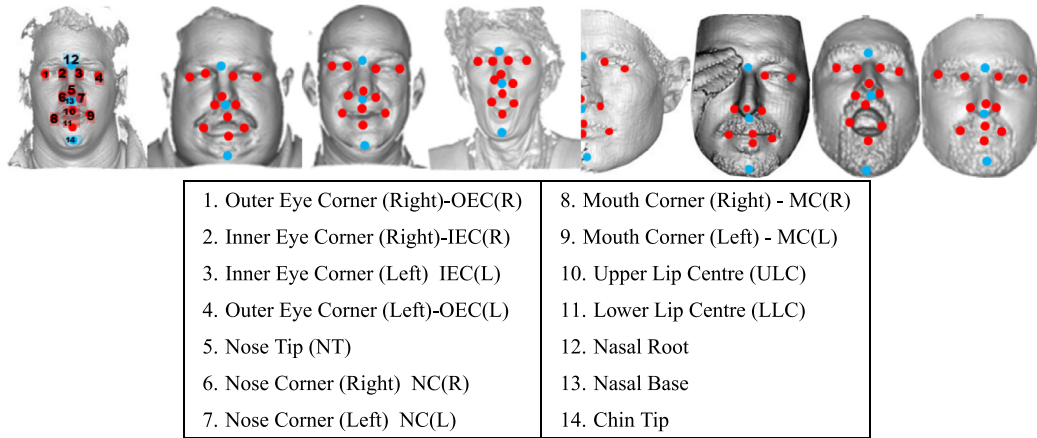 12
1 2 3 4
5
6 7
13
10
8 9
11
14
1. Outer Eye Corner (Right)-OEC(R)
2. Inner Eye Corner (Right)-IEC(R)
3. Inner Eye Corner (Left) IEC(L)
4. Outer Eye Corner (Left)-OEC(L)
5. Nose Tip (NT)
6. Nose Corner (Right) NC(R)
7. Nose Corner (Left) NC(L)
8. Mouth Corner (Right) - MC(R)
9. Mouth Corner (Left) - MC(L)
10. Upper Lip Centre (ULC)
11. Lower Lip Centre (LLC)
12. Nasal Root
13. Nasal Base
14. Chin Tip